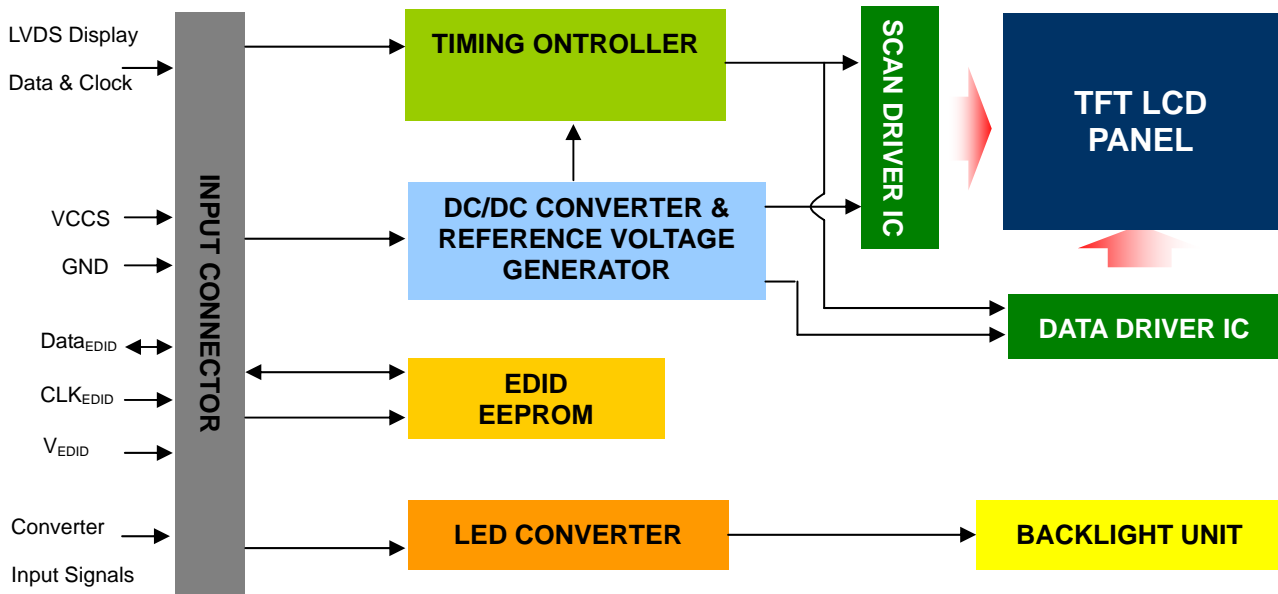 LVDS Display
Data & Clock
VCCS
GND
DataEDID
CLKEDID
VEDID
Converter
Input Signals
INPUT CONNECTOR
TIMING ONTROLLER
DC/DC CONVERTER &
REFERENCE VOLTAGE
GENERATOR
EDID
EEPROM
LED CONVERTER
SCAN DRIVER IC
TFT LCD
PANEL
DATA DRIVER IC
BACKLIGHT UNIT